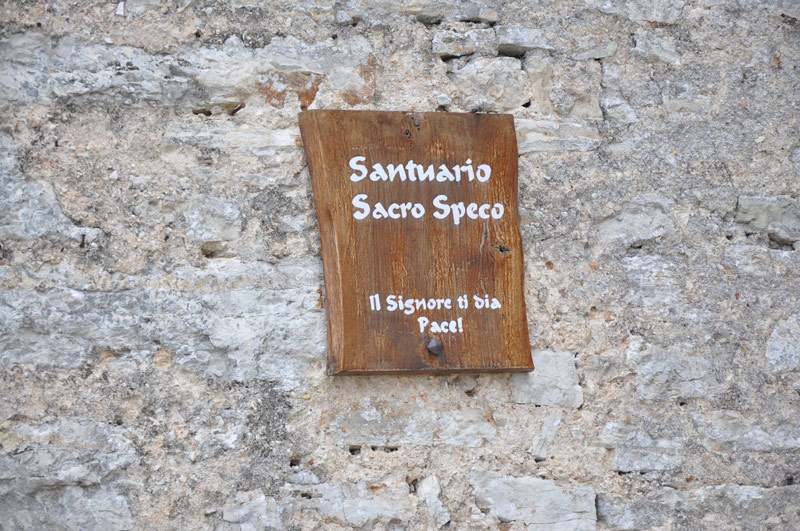 Santuario
Sacro Speco
Il Signore ti dia
Pace!